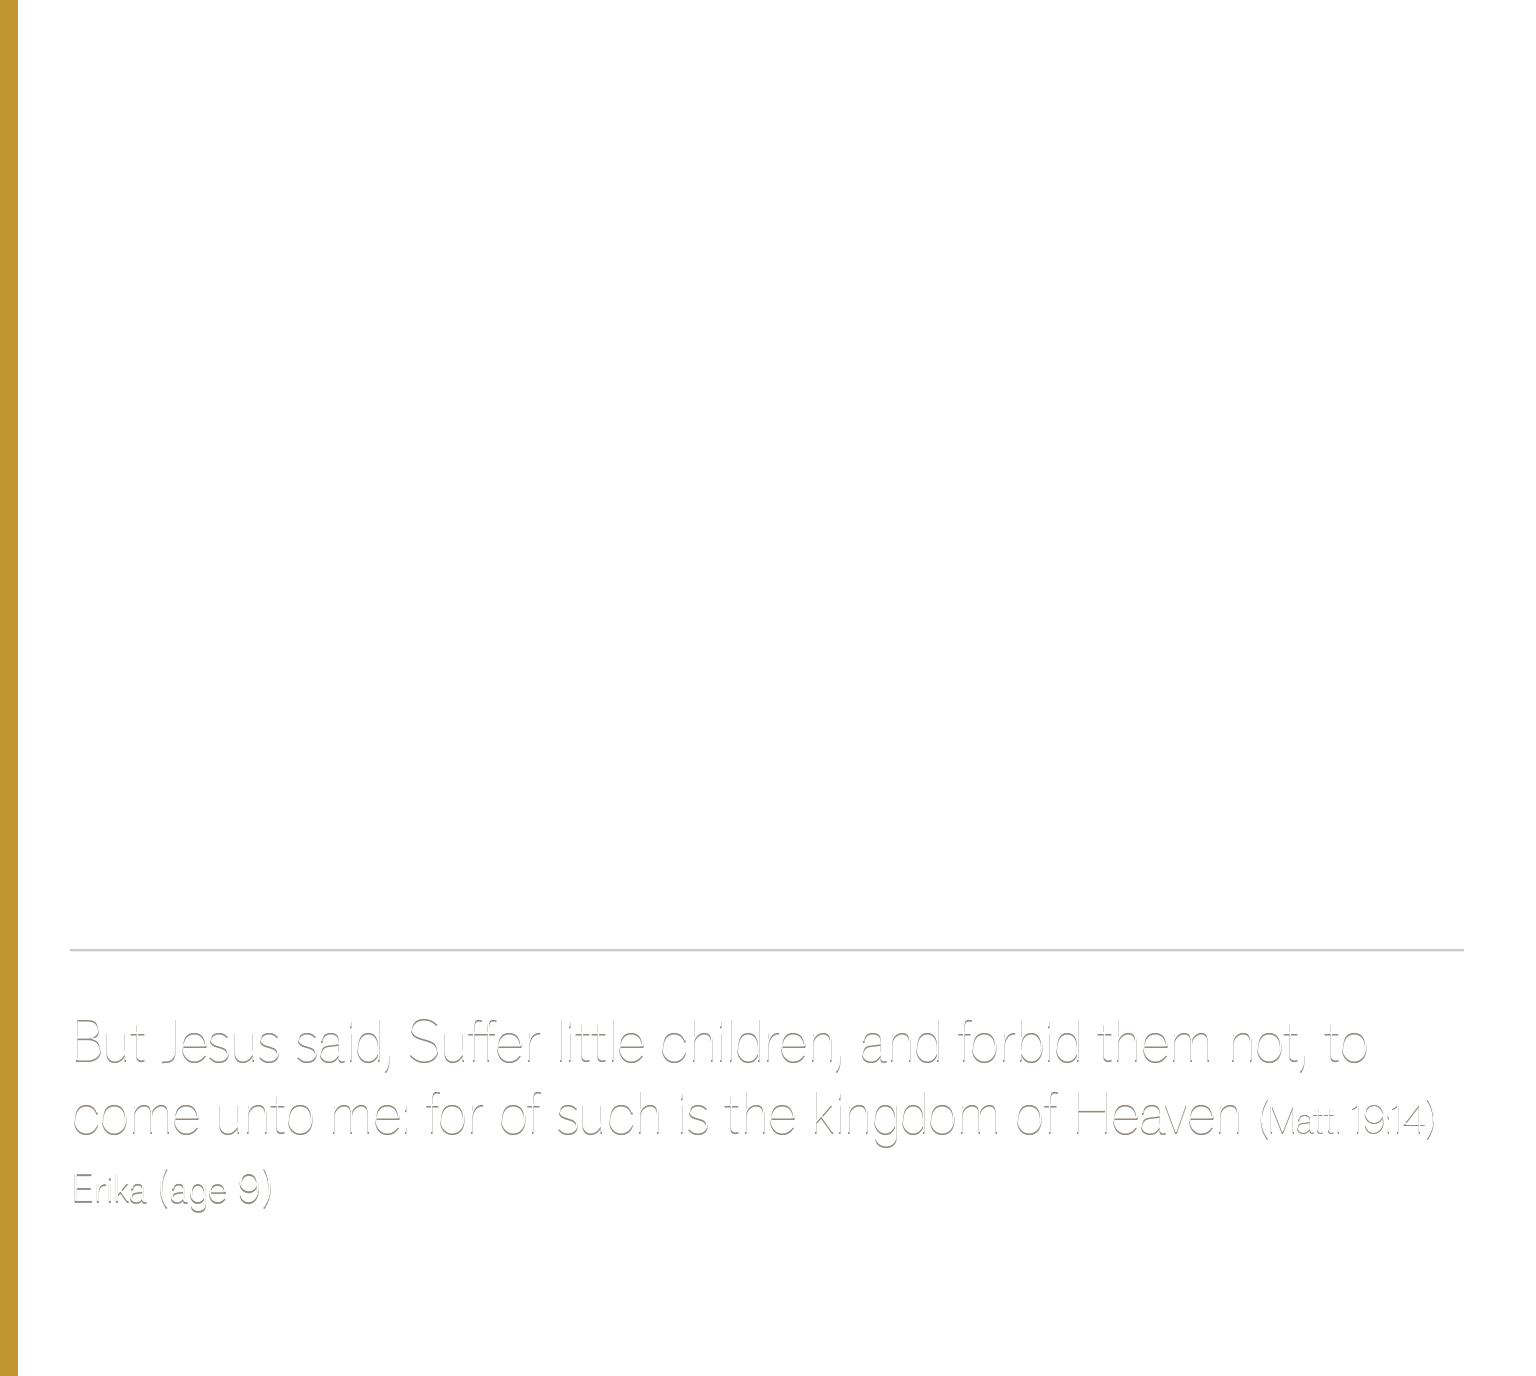 But Jesus said, Suffer little children, and forbid them not, to
come unto me: for of such is the kingdom of Heaven (Matt. 19:14)
Erika (age 9)